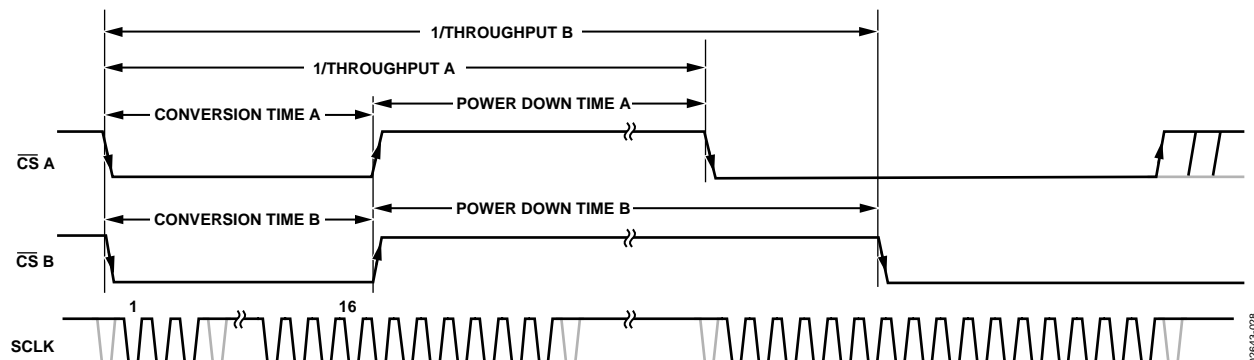 1/THROUGHPUT B
1/THROUGHPUT A
CONVERSION TIME A
POWER DOWN TIME A
CS A
CONVERSION TIME B
POWER DOWN TIME B
CS B
1
16
SCLK